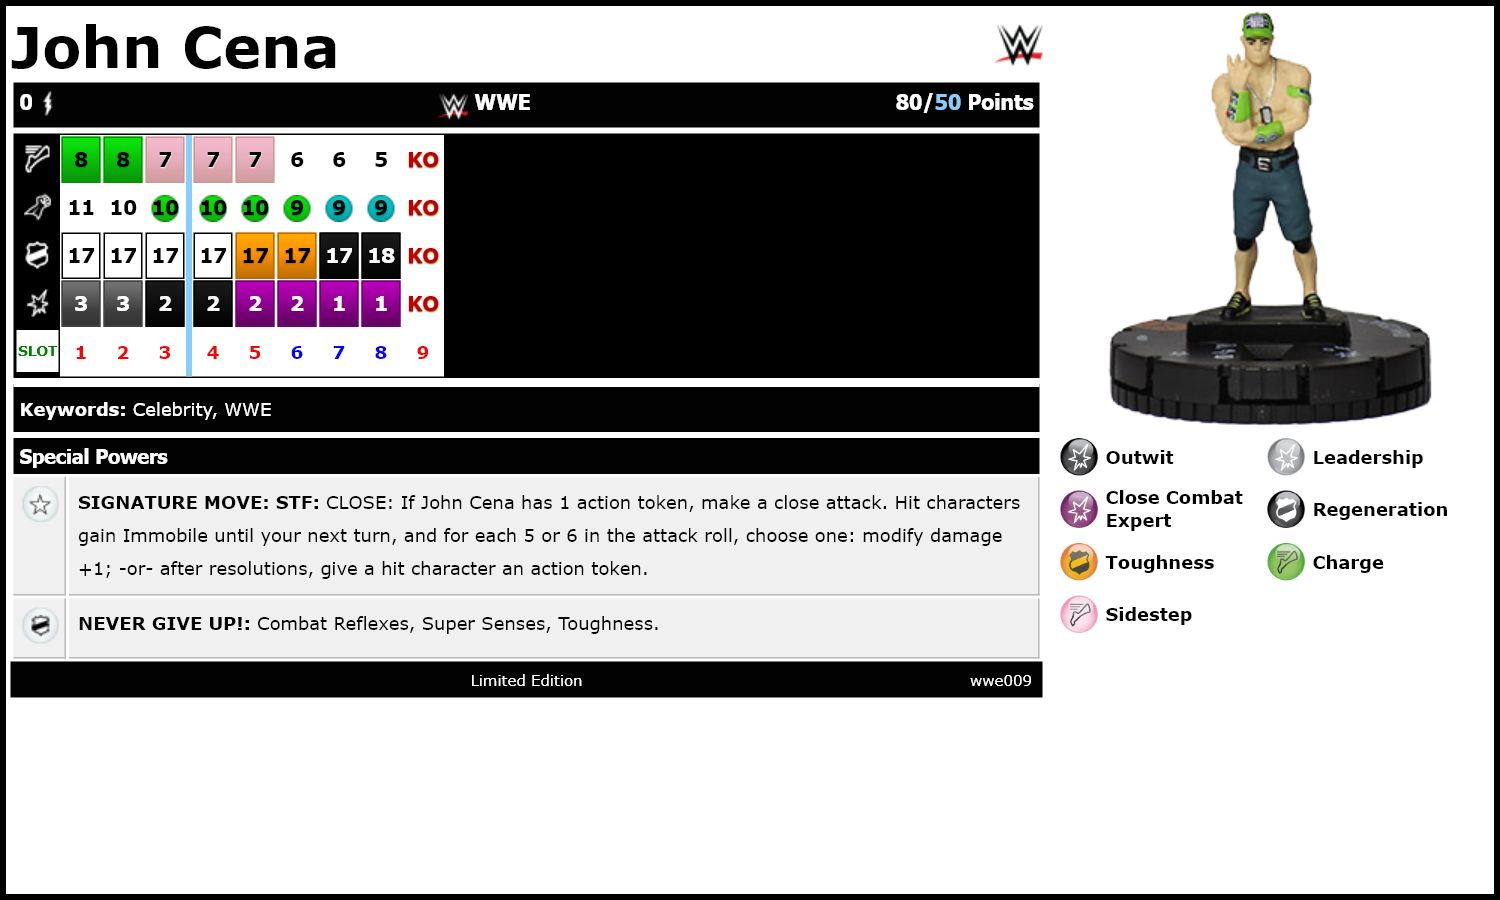 John Cena
W
0 W WWE 80/50 Points
8 8 7 7 7 6 6 5 KO
11 10 10 10 10 9 9 9 KO
17 17 17 17 17 17 17 18 KO
3 3 2 2 2 2 1 1 KO
SLOT 1 2 3 4 5 6 7 8 9
Keywords: Celebrity, WWE
Special Powers
SIGNATURE MOVE: STF: CLOSE: If John Cena has 1 action token, make a close attack. Hit characters
gain Immobile until your next turn, and for each 5 or 6 in the attack roll, choose one: modify damage
+1; -or- after resolutions, give a hit character an action token.
NEVER GIVE UP!: Combat Reflexes, Super Senses, Toughness.
Limited Edition wwe009
Outwit Leadership
Close Combat
Expert
Regeneration
Toughness Charge
Sidestep